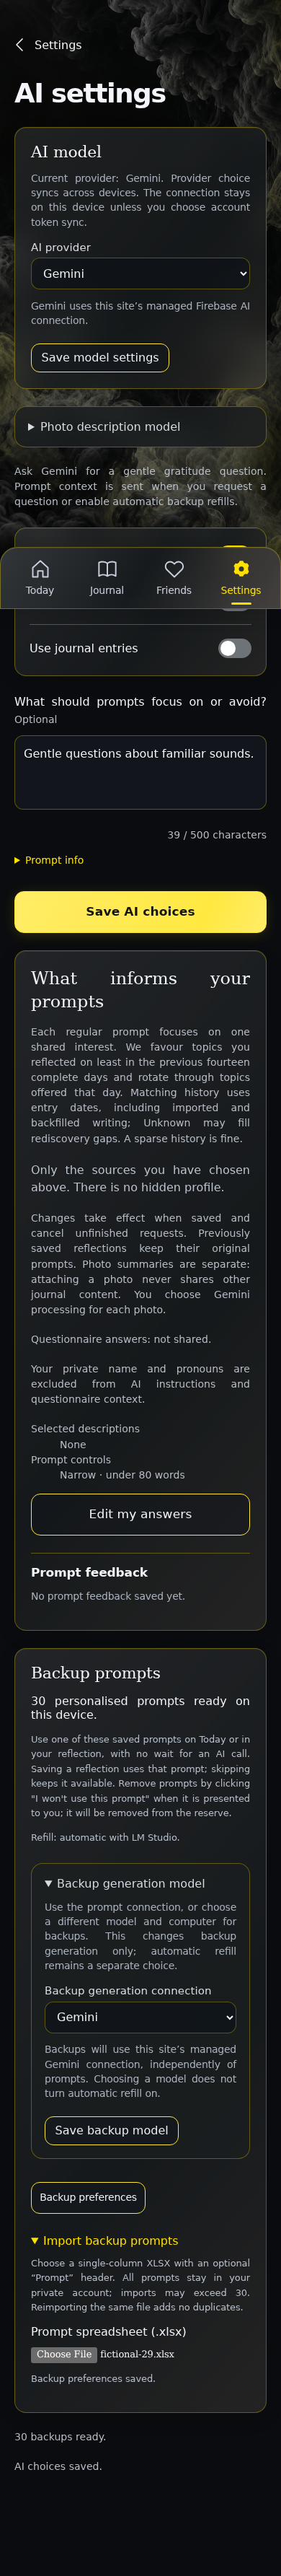 Settings
AI settings
AI model
Current provider: Gemini. Provider choice
syncs across devices. The connection stays
on this device unless you choose account
token sync.
AI provider
Gemini
Gemini uses this site’s managed Firebase AI
connection.
Save model settings
Photo description model
Ask Gemini for a gentle gratitude question.
Prompt context is sent when you request a
question or enable automatic backup refills.
Today
Journal
Friends
Settings
Use journal entries
What should prompts focus on or avoid?
Optional
Gentle questions about familiar sounds.
39 / 500 characters
Prompt info
Save AI choices
What informs your
prompts
Each regular prompt focuses on one
shared interest. We favour topics you
reflected on least in the previous fourteen
complete days and rotate through topics
offered that day. Matching history uses
entry dates, including imported and
backfilled writing; Unknown may fill
rediscovery gaps. A sparse history is fine.
Only the sources you have chosen
above. There is no hidden profile.
Changes take effect when saved and
cancel unfinished requests. Previously
saved reflections keep their original
prompts. Photo summaries are separate:
attaching a photo never shares other
journal content. You choose Gemini
processing for each photo.
Questionnaire answers: not shared.
Your private name and pronouns are
excluded from AI instructions and
questionnaire context.
Selected descriptions
None
Prompt controls
Narrow · under 80 words
Edit my answers
Prompt feedback
No prompt feedback saved yet.
Backup prompts
30 personalised prompts ready on
this device.
Use one of these saved prompts on Today or in
your reflection, with no wait for an AI call.
Saving a reflection uses that prompt; skipping
keeps it available. Remove prompts by clicking
"I won't use this prompt" when it is presented
to you; it will be removed from the reserve.
Refill: automatic with LM Studio.
Backup generation model
Use the prompt connection, or choose
a different model and computer for
backups. This changes backup
generation only; automatic refill
remains a separate choice.
Backup generation connection
Gemini
Backups will use this site’s managed
Gemini connection, independently of
prompts. Choosing a model does not
turn automatic refill on.
Save backup model
Backup preferences
Import backup prompts
Choose a single-column XLSX with an optional
“Prompt” header. All prompts stay in your
private account; imports may exceed 30.
Reimporting the same file adds no duplicates.
Prompt spreadsheet (.xlsx)
Choose File fictional-29.xlsx
Backup preferences saved.
30 backups ready.
AI choices saved.